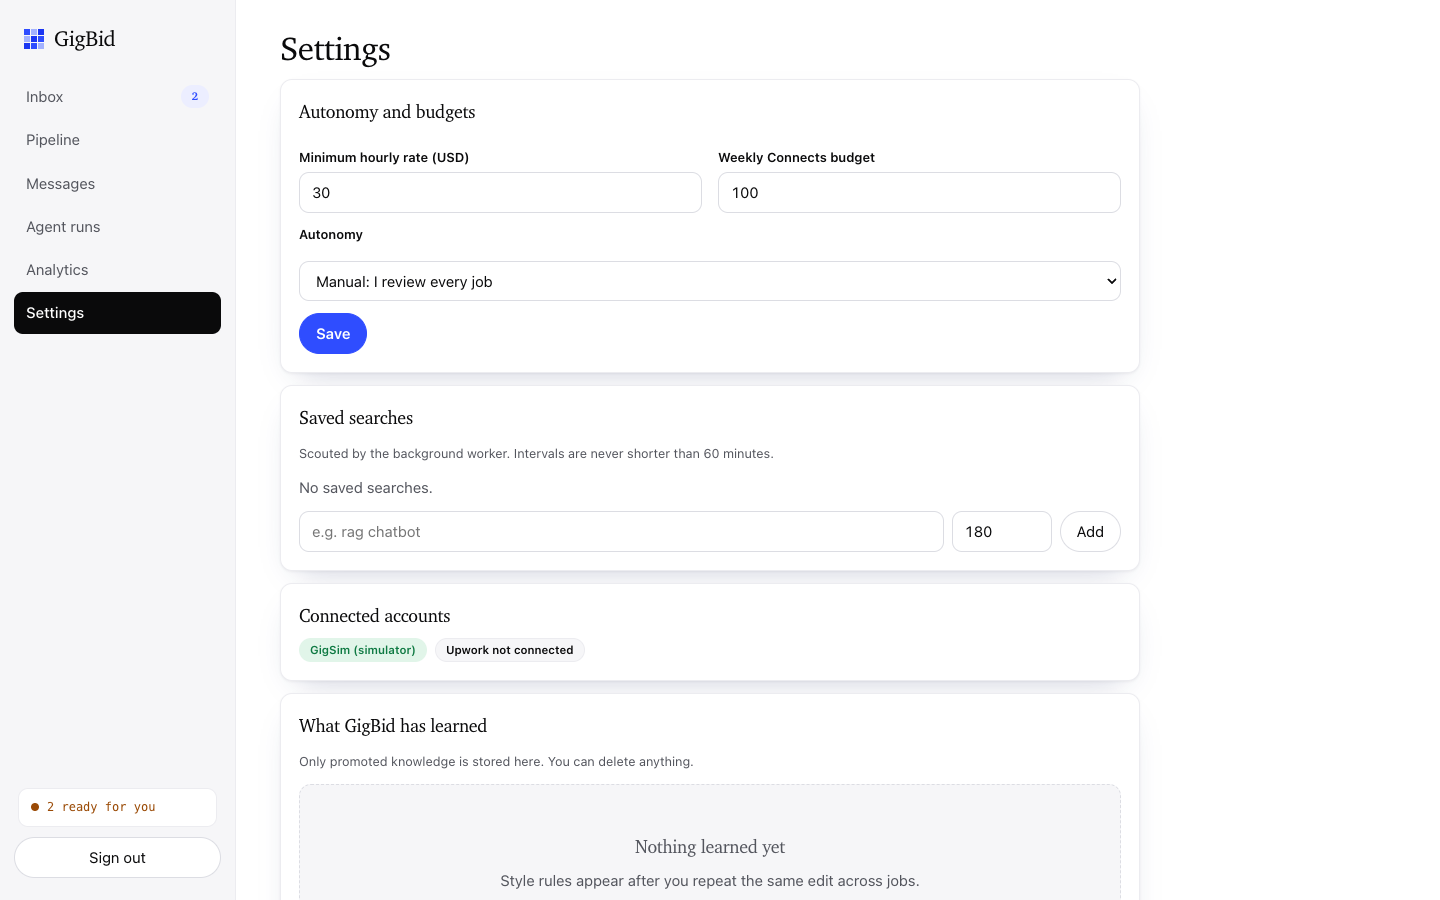 GigBid
Inbox 2
Pipeline
Messages
Agent runs
Analytics
Settings
2 ready for you
Sign out
Settings
Autonomy and budgets
Minimum hourly rate (USD) Weekly Connects budget
30 100
Autonomy
Manual: I review every job
Save
Saved searches
Scouted by the background worker. Intervals are never shorter than 60 minutes.
No saved searches.
e.g. rag chatbot 180 Add
Connected accounts
GigSim (simulator) Upwork not connected
What GigBid has learned
Only promoted knowledge is stored here. You can delete anything.
Nothing learned yet
Style rules appear after you repeat the same edit across jobs.